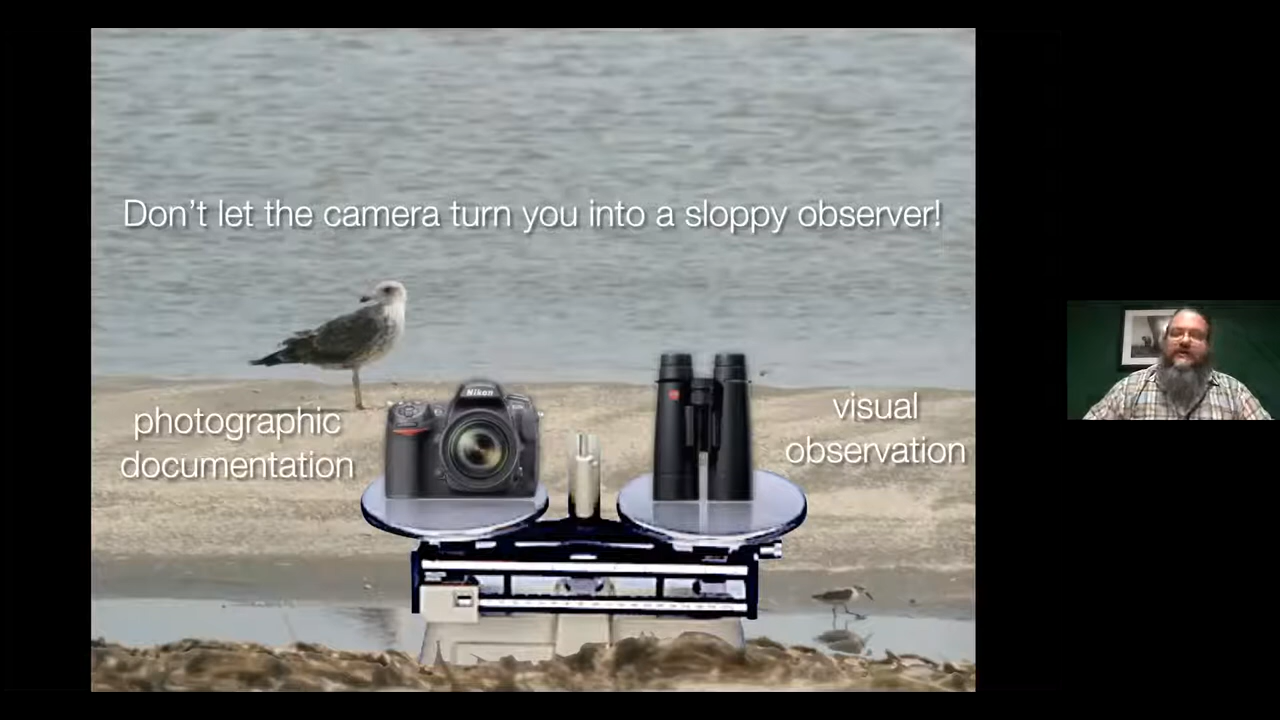 Don't let the camera turn you into a sloppy observer!
photographic
documentation
visual
observation
Nikon